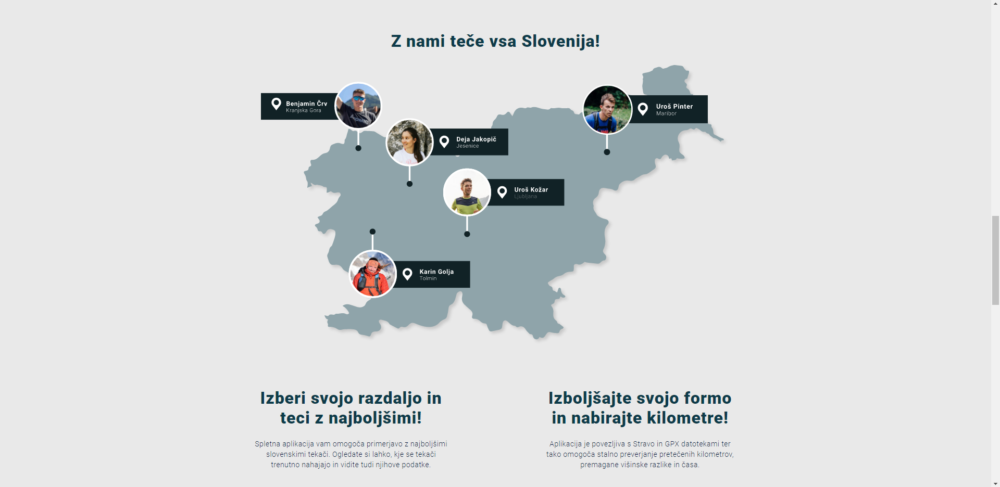 Z nami teče vsa Slovenija!
Benjamin Črv
Kranjska Gora
ATOMIC
Uroš Pinter
Maribor
Deja Jakopič
Jesenice
Uroš Kožar
Ljubljana
Karin Golja
Tolmin
Izberi svojo razdaljo in
teci z najboljšimi!
Spletna aplikacija vam omogoča primerjavo z najboljšimi
slovenskimi tekači. Ogledate si lahko, kje se tekači
trenutno nahajajo in vidite tudi njihove podatke.
Izboljšajte svojo formo
in nabirajte kilometre!
Aplikacija je povezljiva s Stravo in GPX datotekami ter
tako omogoča stalno preverjanje pretečenih kilometrov,
premagane višinske razlike in časa.